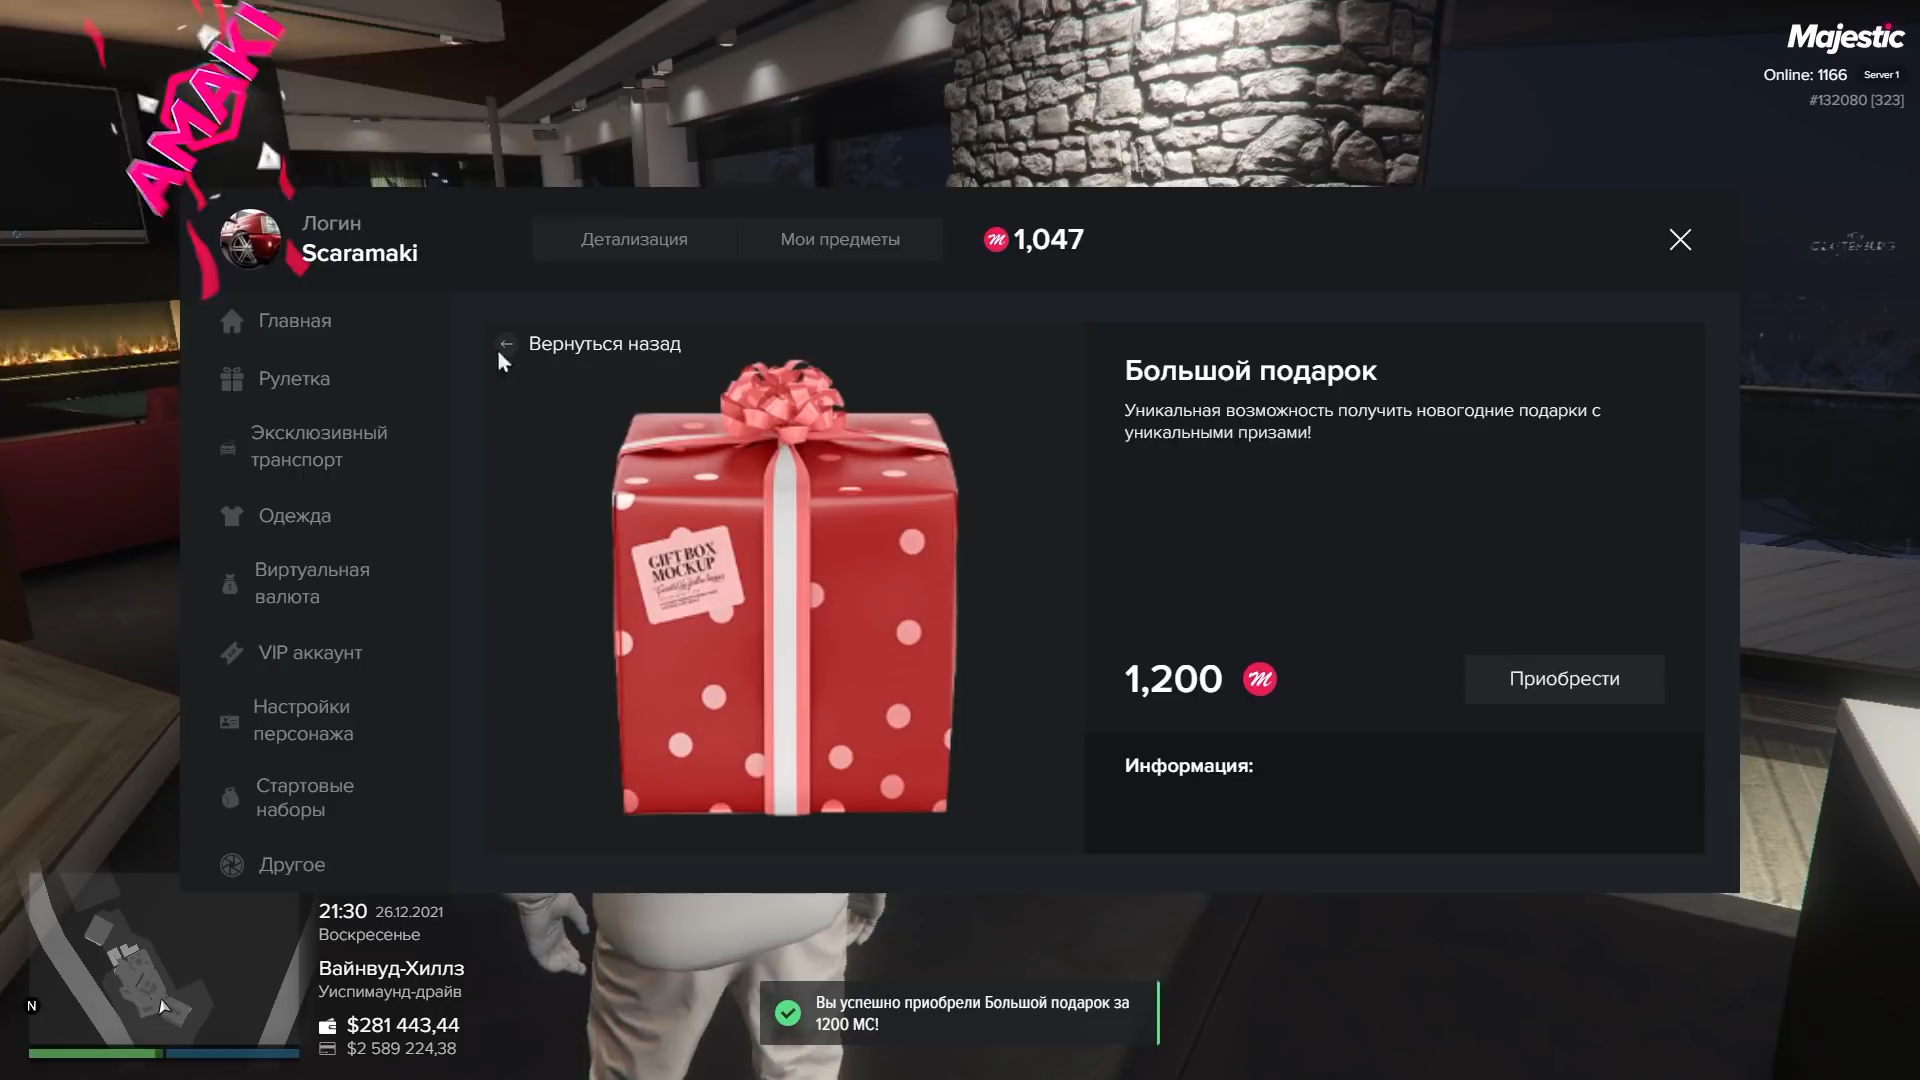 AMAKI
Majestic
Online: 1166 Server 1
#132080 [323]
Логин
Scaramaki
Детализация
Мои предметы
1,047
Главная
Рулетка
Эксклюзивный
транспорт
Одежда
Виртуальная
валюта
VIP аккаунт
Настройки
персонажа
Стартовые
наборы
Другое
Вернуться назад
GIFT BOX
MOCKUP
Большой подарок
Уникальная возможность получить новогодние подарки с
уникальными призами!
1,200
Приобрести
Информация:
21:30 26.12.2021
Воскресенье
Вайнвуд-Хиллз
Уиспимаунд-драйв
$281 443,44
$2 589 224,38
N
Вы успешно приобрели Большой подарок за
1200 MC!